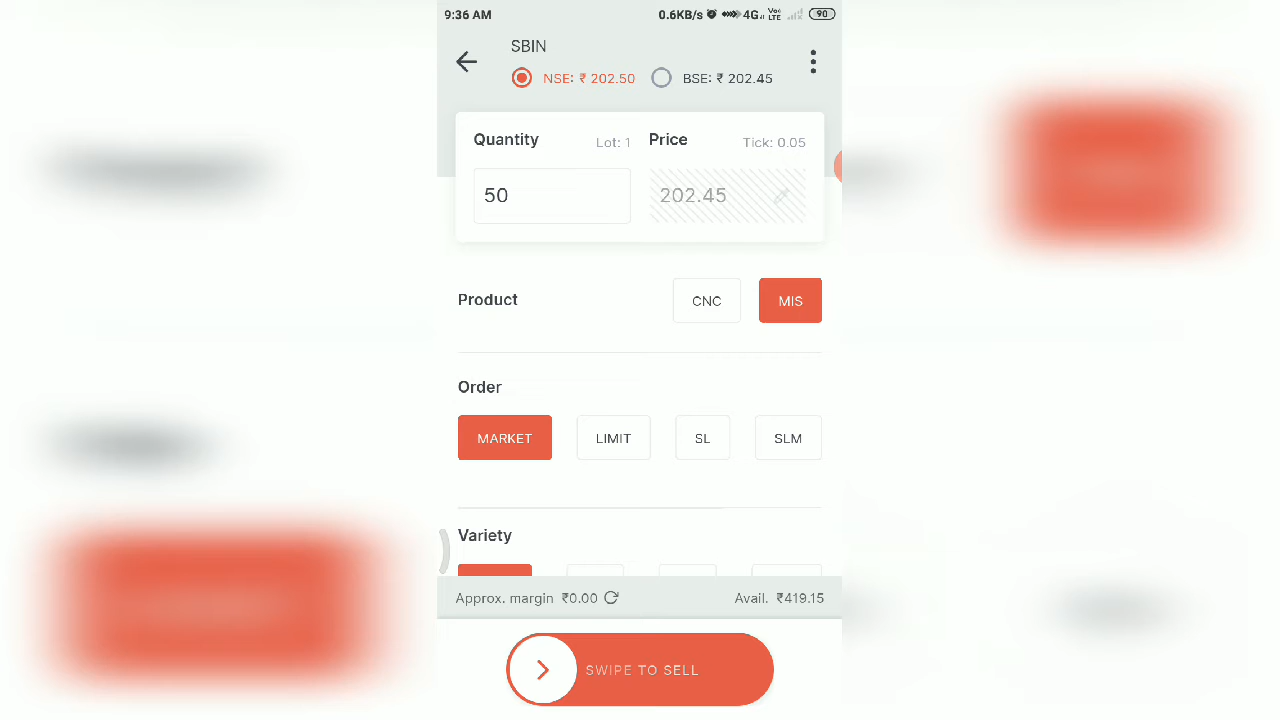 9:36 AM 0.6KB/s 4G Vo LTE 90
SBIN
NSE: ₹ 202.50 BSE: ₹ 202.45
Quantity Lot: 1 Price Tick: 0.05
50 202.45
Product CNC MIS
Order
MARKET LIMIT SL SLM
Variety
Approx. margin ₹0.00 Avail. ₹419.15
SWIPE TO SELL